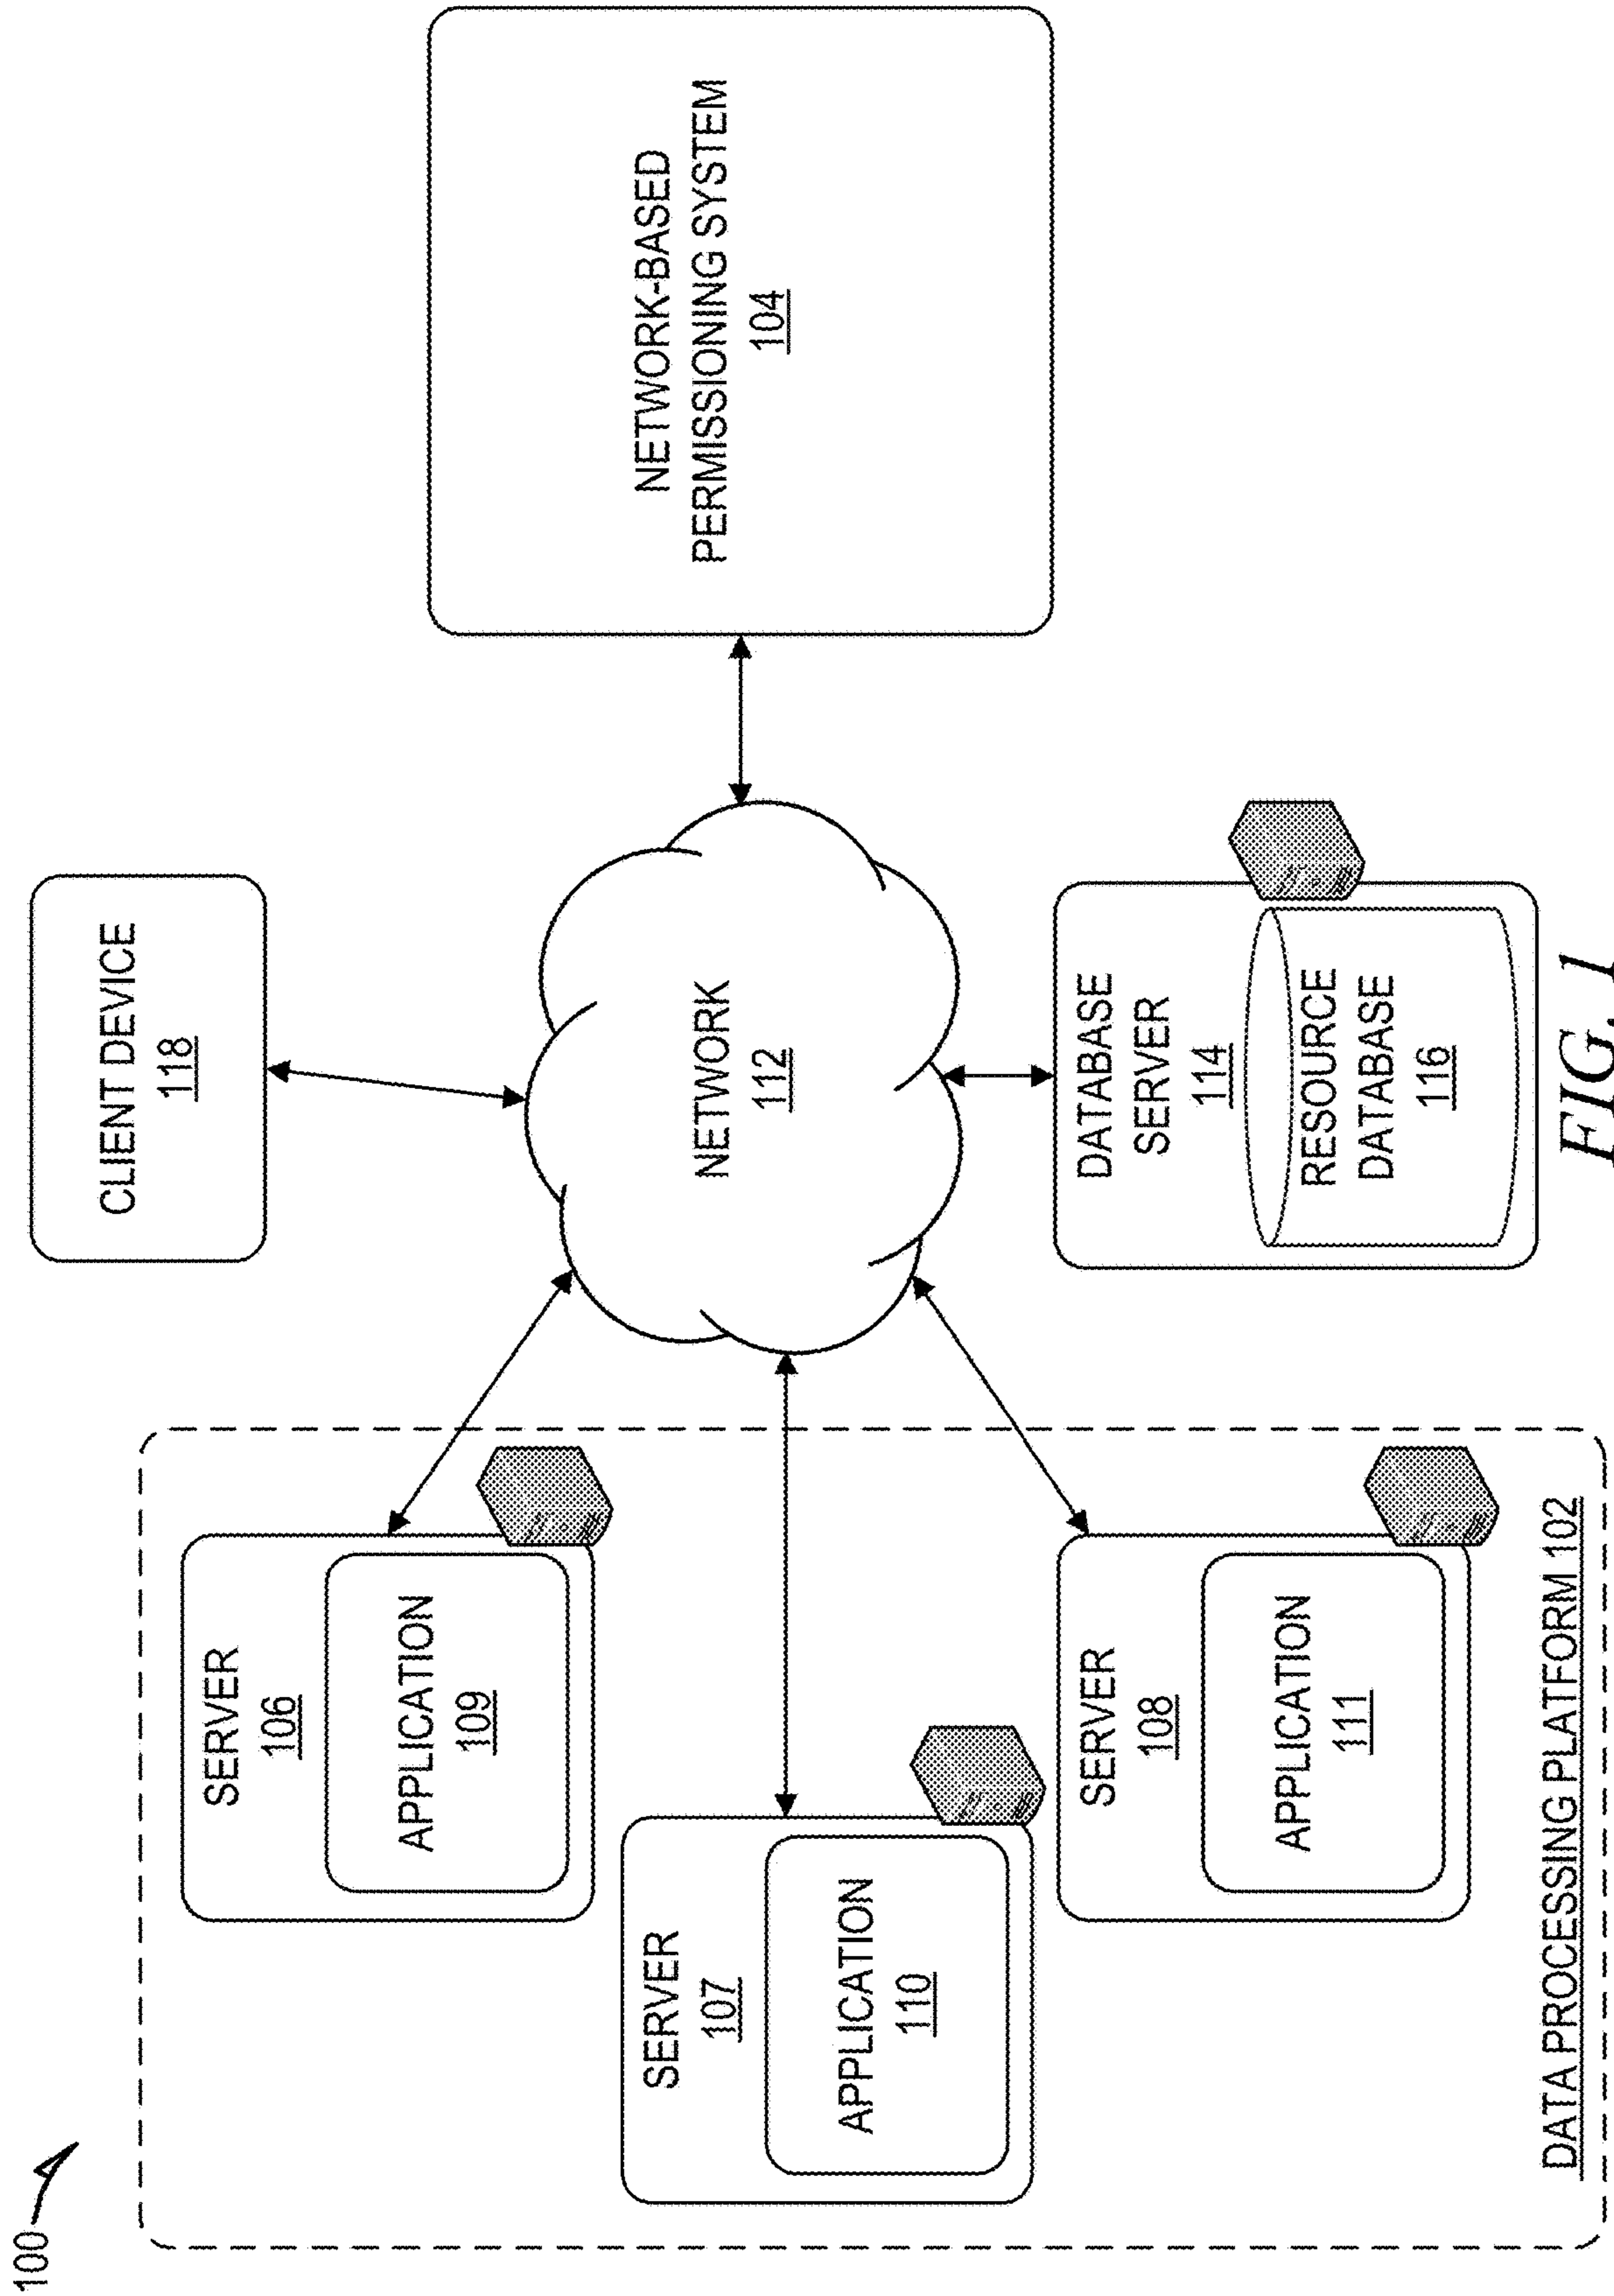 100
CLIENT DEVICE
118
SERVER
106
APPLICATION
109
NETWORK-BASED
PERMISSIONING SYSTEM
104
NETWORK
112
SERVER
107
APPLICATION
110
SERVER
108
APPLICATION
111
DATABASE
SERVER
114
RESOURCE
DATABASE
116
DATA PROCESSING PLATFORM 102
FIG. 1